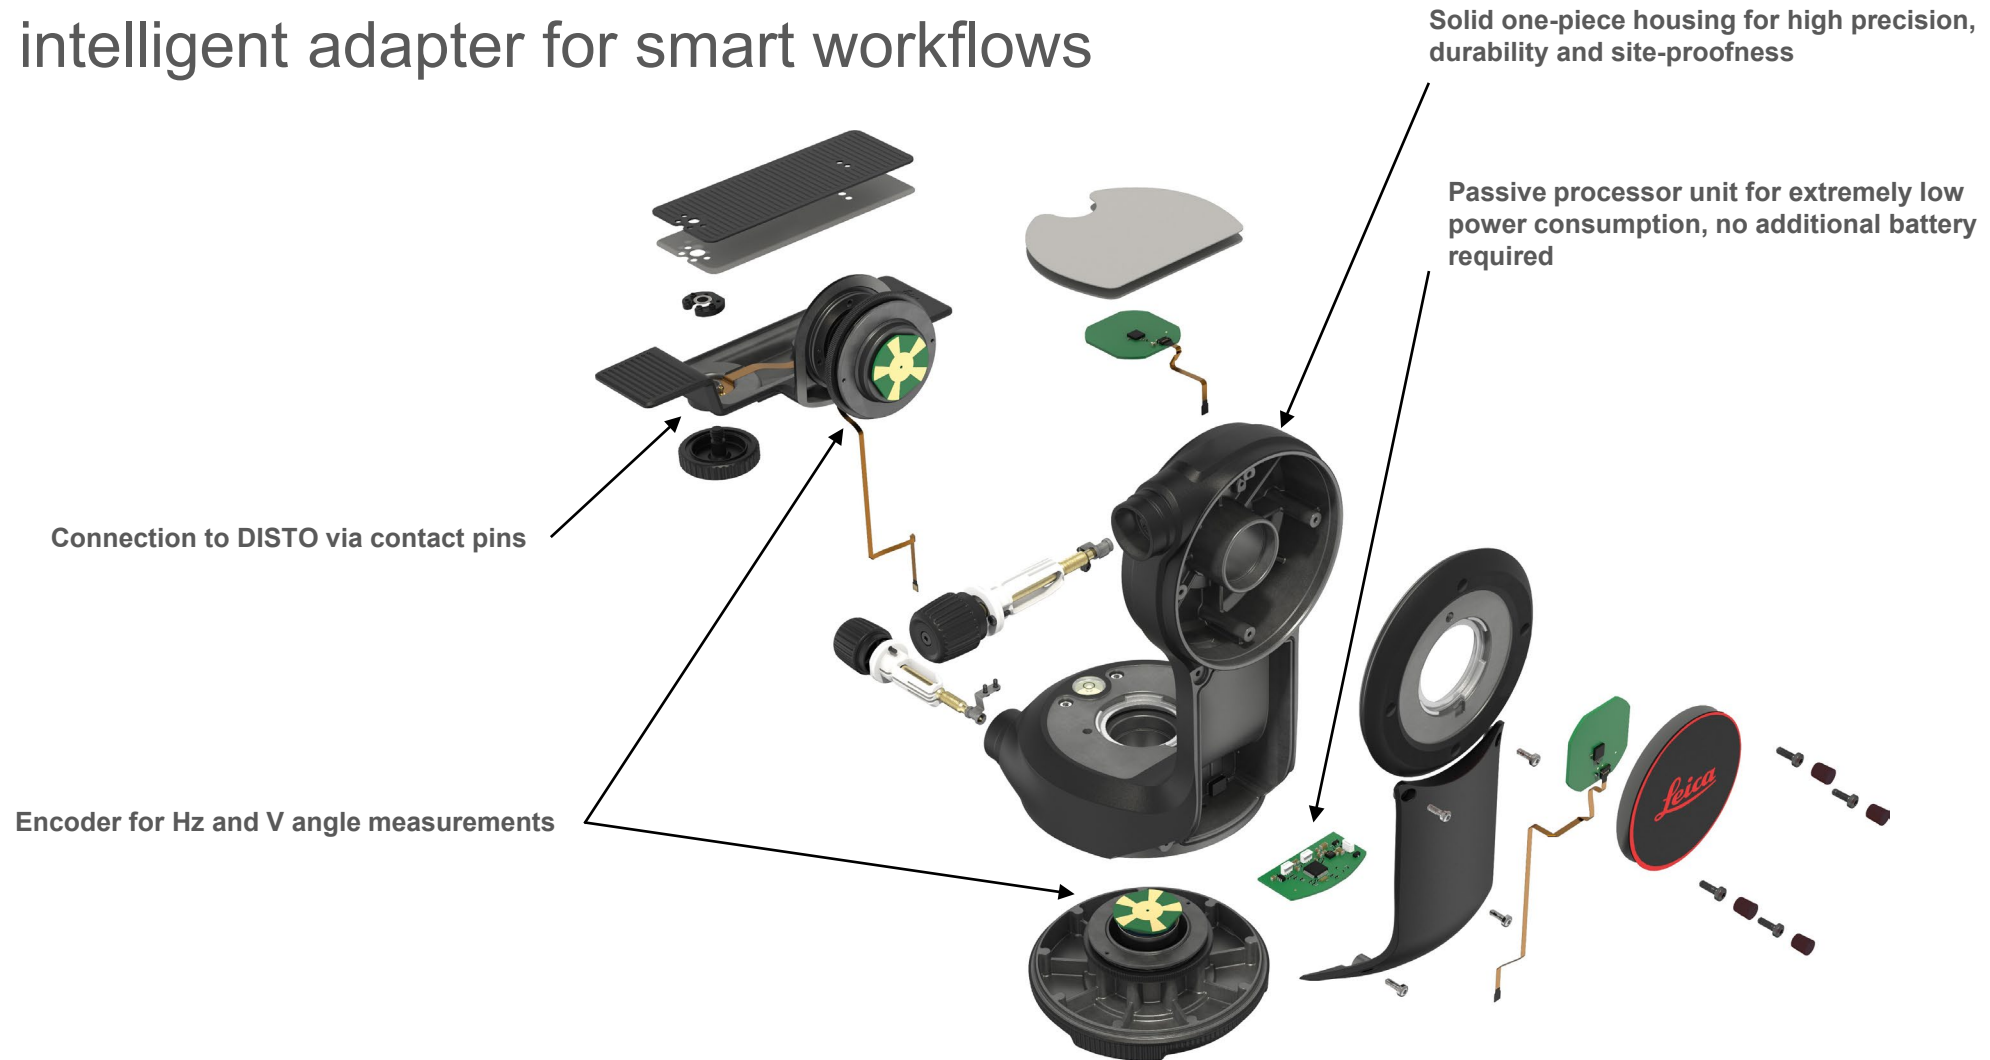 intelligent adapter for smart workflows
Solid one-piece housing for high precision,
durability and site-proofness
Passive processor unit for extremely low
power consumption, no additional battery
required
Connection to DISTO via contact pins
Encoder for Hz and V angle measurements
Leica